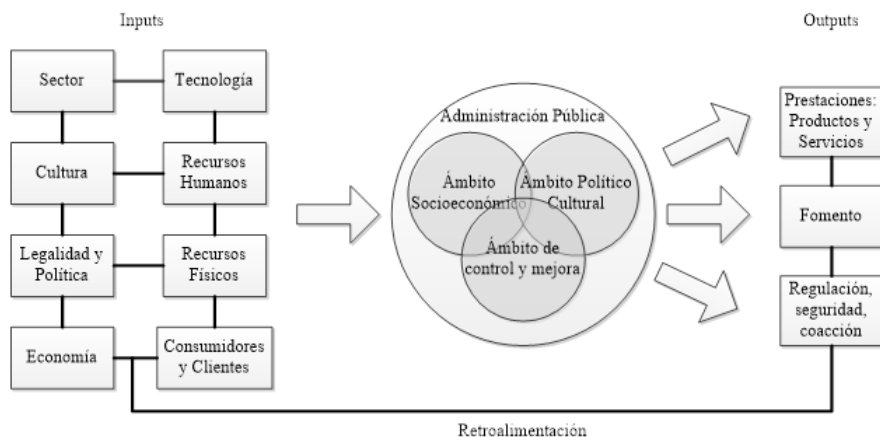 Inputs
Outputs
Sector
Tecnología
Cultura
Recursos
Humanos
Legalidad y
Política
Recursos
Físicos
Economía
Consumidores
y Clientes
Administración Pública
Ámbito
Socioeconómico
Ámbito Político
Cultural
Ámbito de
control y mejora
Prestaciones:
Productos y
Servicios
Fomento
Regulación,
seguridad,
coacción
Retroalimentación